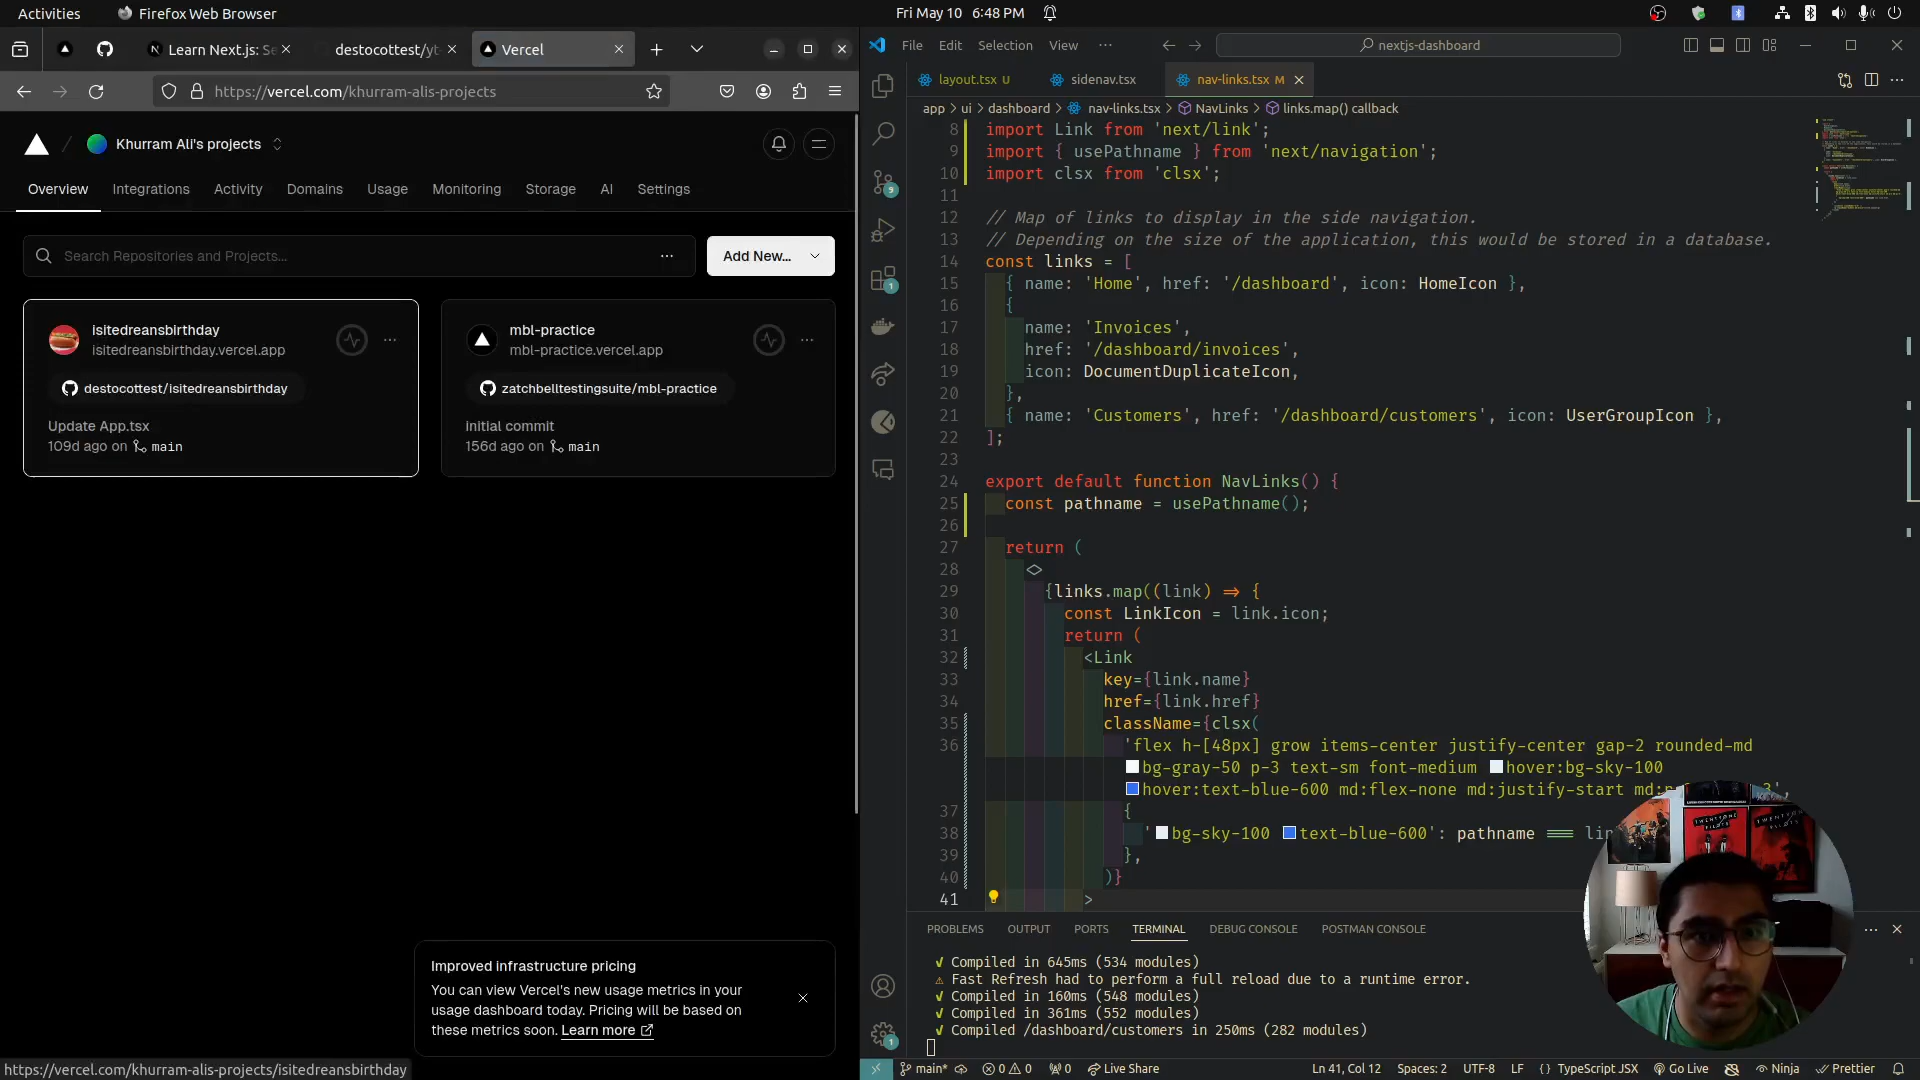 Activities
Firefox Web Browser
Fri May 10 6:48 PM
Learn Next.js: Se
destocottest/yt-
Vercel
https://vercel.com/khurram-alis-projects
Khurram Ali's projects
Overview
Integrations
Activity
Domains
Usage
Monitoring
Storage
AI
Settings
Search Repositories and Projects...
Add New...
isitedreansbirthday
isitedreansbirthday.vercel.app
destocottest/isitedreansbirthday
Update App.tsx
109d ago on main
mbl-practice
mbl-practice.vercel.app
zatchbelltestingsuite/mbl-practice
Initial commit
156d ago on main
Improved infrastructure pricing
You can view Vercel's new usage metrics in your
usage dashboard today. Pricing will be based on
these metrics soon. Learn more
https://vercel.com/khurram-alis-projects/isitedreansbirthday
File Edit Selection View ···
nextjs-dashboard
layout.tsx U
sidenav.tsx
nav-links.tsx M
app > ui > dashboard > nav-links.tsx > NavLinks > links.map() callback
8 import Link from 'next/link';
9 import { usePathname } from 'next/navigation';
10 import clsx from 'clsx';
11
12 // Map of links to display in the side navigation.
13 // Depending on the size of the application, this would be stored in a database.
14 const links = [
15 { name: 'Home', href: '/dashboard', icon: HomeIcon },
16 {
17 name: 'Invoices',
18 href: '/dashboard/invoices',
19 icon: DocumentDuplicateIcon,
20 },
21 { name: 'Customers', href: '/dashboard/customers', icon: UserGroupIcon },
22 ];
23
24 export default function NavLinks() {
25 const pathname = usePathname();
26
27 return (
28 <>
29 {links.map((link) => {
30 const LinkIcon = link.icon;
31 return (
32 <Link
33 key={link.name}
34 href={link.href}
35 className={clsx(
36 'flex h-[48px] grow items-center justify-center gap-2 rounded-md
bg-gray-50 p-3 text-sm font-medium hover:bg-sky-100
hover:text-blue-600 md:flex-none md:justify-start
37 {
38 'bg-sky-100 text-blue-600': pathname ===
39 },
40 )}
41 >
PROBLEMS OUTPUT PORTS TERMINAL DEBUG CONSOLE POSTMAN CONSOLE
✓ Compiled in 645ms (534 modules)
⚠ Fast Refresh had to perform a full reload due to a runtime error.
✓ Compiled in 160ms (548 modules)
✓ Compiled in 361ms (552 modules)
✓ Compiled /dashboard/customers in 250ms (282 modules)
main* 0 0 0 Live Share
Ln 41, Col 12 Spaces: 2 UTF-8 LF {} TypeScript JSX Go Live Ninja Prettier
9
1
1